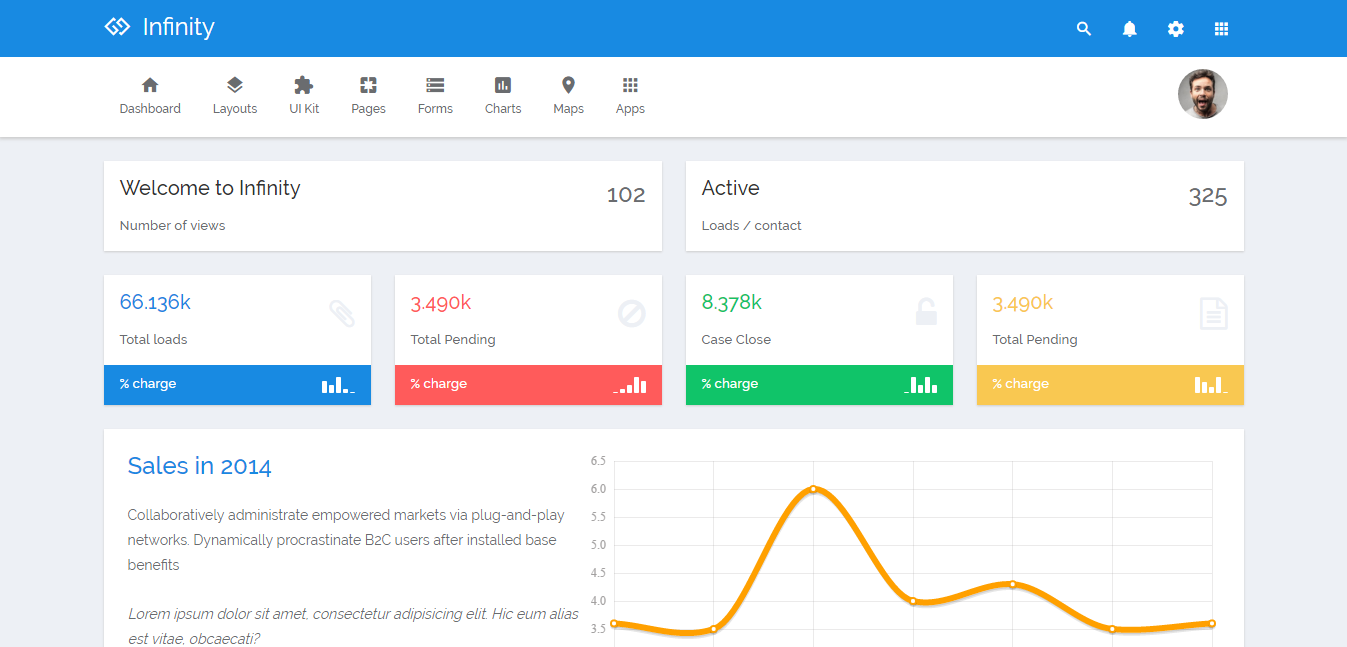 Infinity
Dashboard Layouts UI Kit Pages Forms Charts Maps Apps
Welcome to Infinity
102
Number of views
Active
325
Loads / contact
66.136k
Total loads
% charge
3.490k
Total Pending
% charge
8.378k
Case Close
% charge
3.490k
Total Pending
% charge
Sales in 2014
Collaboratively administrate empowered markets via plug-and-play
networks. Dynamically procrastinate B2C users after installed base
benefits
Lorem ipsum dolor sit amet, consectetur adipisicing elit. Hic eum alias
est vitae, obcaecati?
6.5
6.0
5.5
5.0
4.5
4.0
3.5